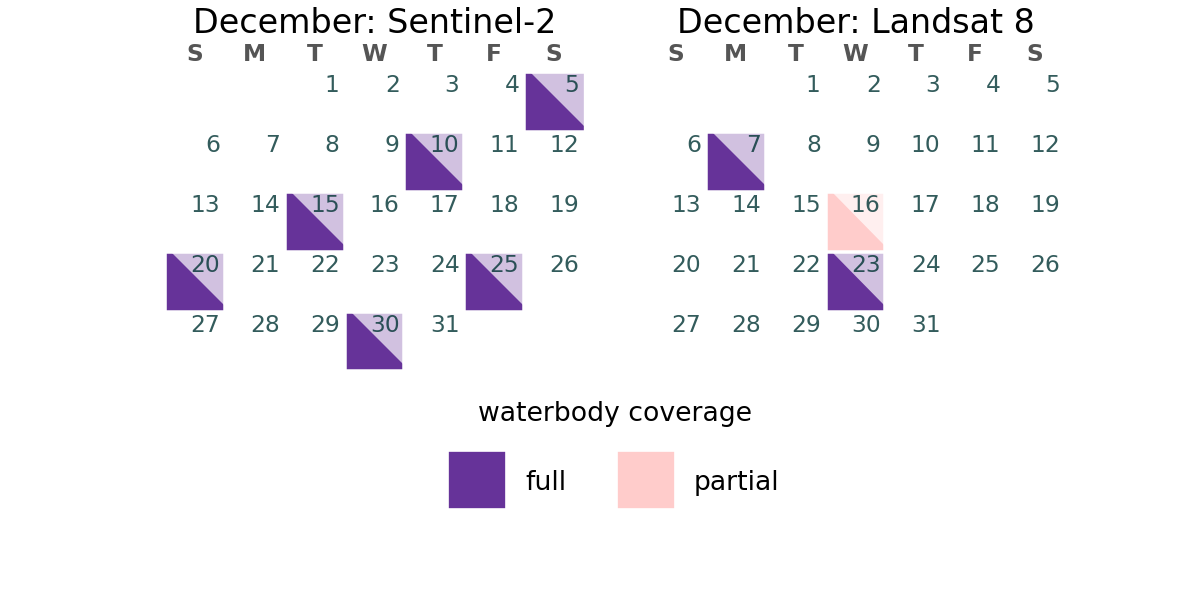 December: Sentinel-2
S M T W T F S
1 2 3 4 5
6 7 8 9 10 11 12
13 14 15 16 17 18 19
20 21 22 23 24 25 26
27 28 29 30 31
December: Landsat 8
S M T W T F S
1 2 3 4 5
6 7 8 9 10 11 12
13 14 15 16 17 18 19
20 21 22 23 24 25 26
27 28 29 30 31
waterbody coverage
full
partial